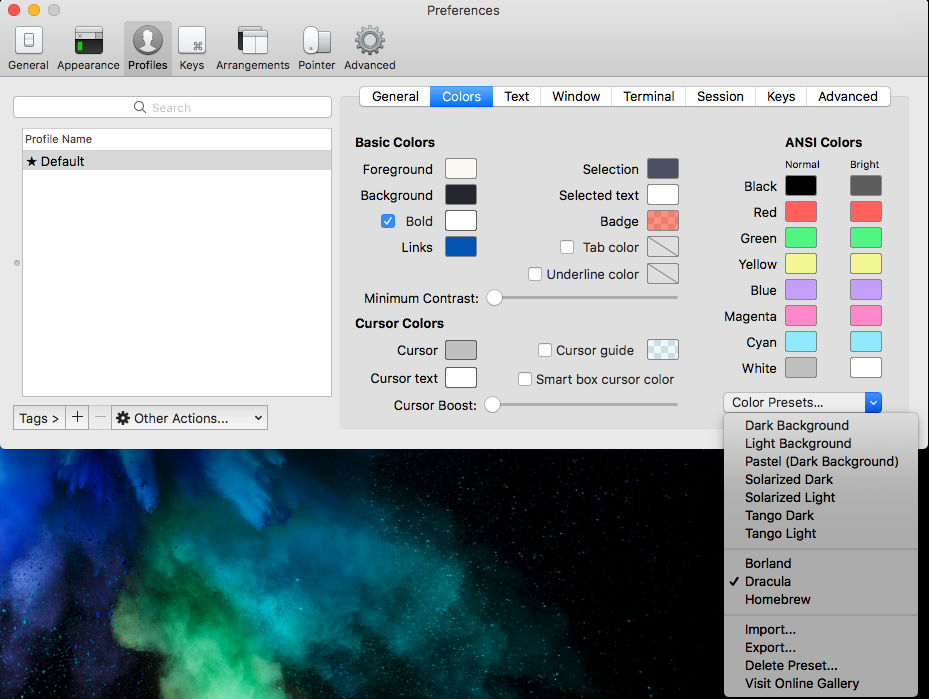 Preferences
General Appearance Profiles Keys Arrangements Pointer Advanced
Search
Profile Name
★ Default
Tags > + − Other Actions...
General Colors Text Window Terminal Session Keys Advanced
Basic Colors
Foreground
Background
Bold
Links
Selection
Selected text
Badge
Tab color
Underline color
Minimum Contrast:
Cursor Colors
Cursor
Cursor text
Cursor guide
Smart box cursor color
Cursor Boost:
ANSI Colors
Normal Bright
Black
Red
Green
Yellow
Blue
Magenta
Cyan
White
Color Presets...
Dark Background
Light Background
Pastel (Dark Background)
Solarized Dark
Solarized Light
Tango Dark
Tango Light
Borland
✓ Dracula
Homebrew
Import...
Export...
Delete Preset...
Visit Online Gallery